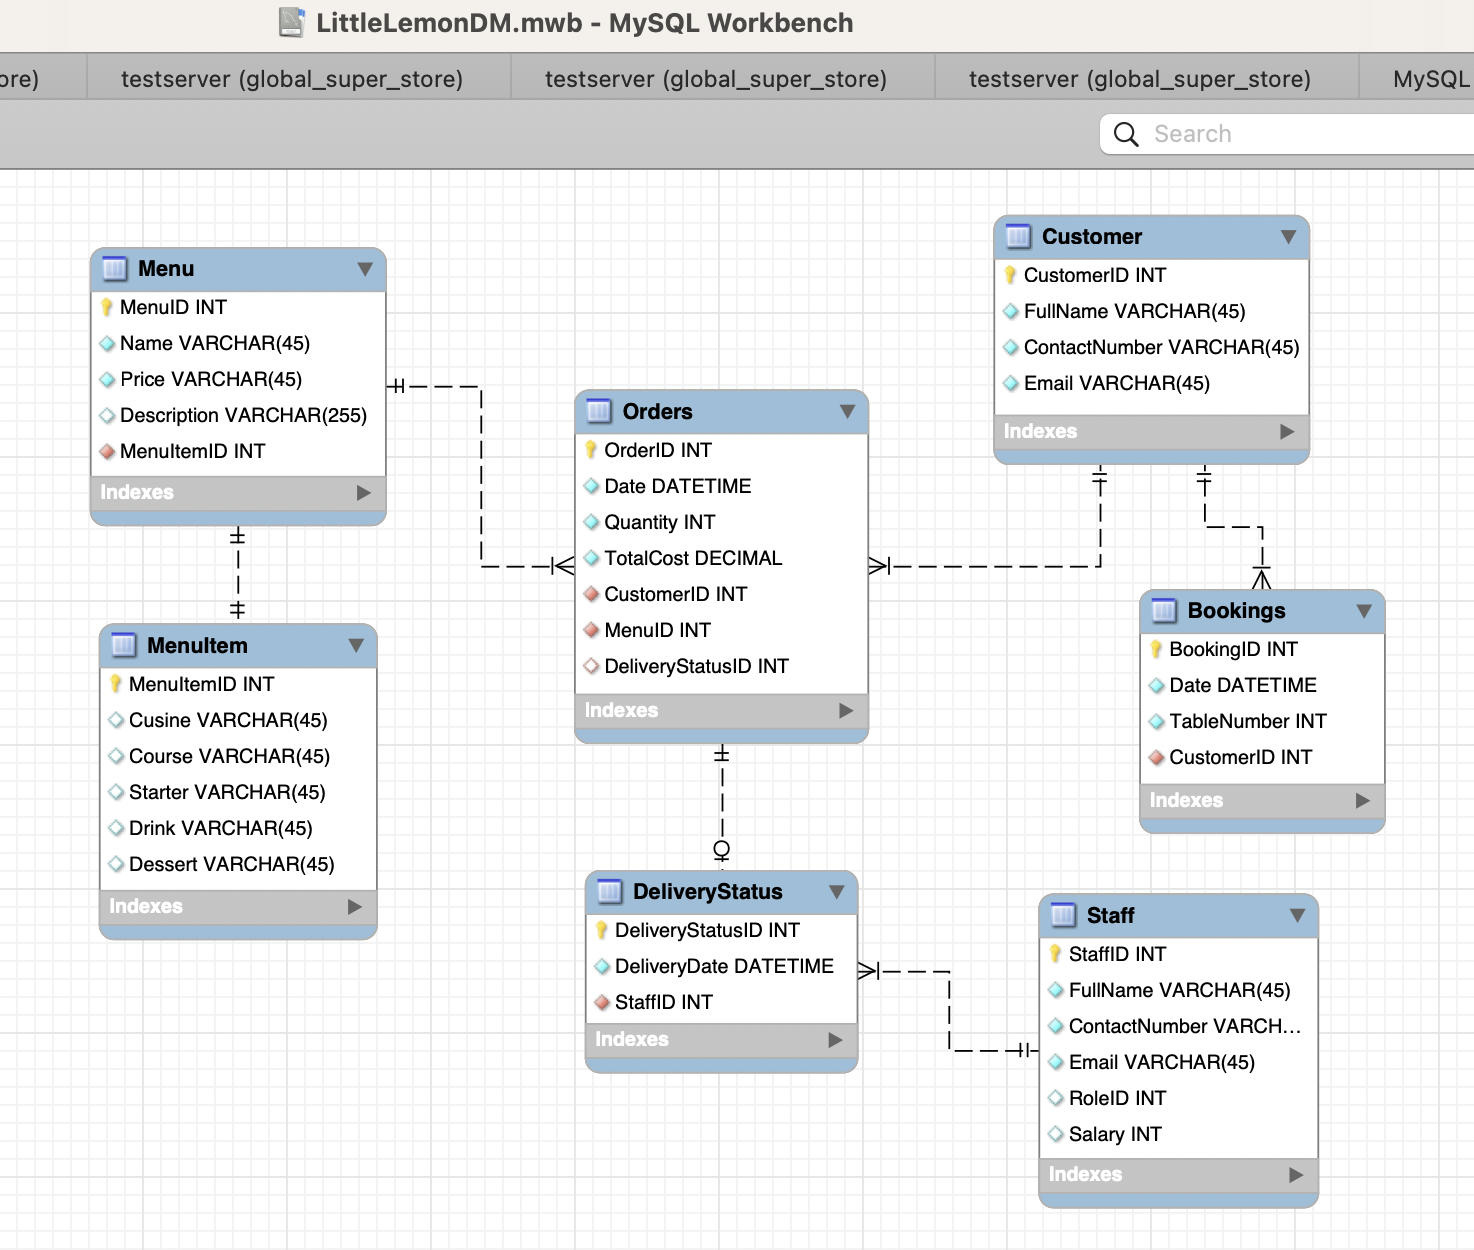 LittleLemonDM.mwb - MySQL Workbench
ore) testserver (global_super_store) testserver (global_super_store) testserver (global_super_store) MySQL
Search
Menu
MenuID INT
Name VARCHAR(45)
Price VARCHAR(45)
Description VARCHAR(255)
MenuItemID INT
Indexes
MenuItem
MenuItemID INT
Cusine VARCHAR(45)
Course VARCHAR(45)
Starter VARCHAR(45)
Drink VARCHAR(45)
Dessert VARCHAR(45)
Indexes
Orders
OrderID INT
Date DATETIME
Quantity INT
TotalCost DECIMAL
CustomerID INT
MenuID INT
DeliveryStatusID INT
Indexes
DeliveryStatus
DeliveryStatusID INT
DeliveryDate DATETIME
StaffID INT
Indexes
Customer
CustomerID INT
FullName VARCHAR(45)
ContactNumber VARCHAR(45)
Email VARCHAR(45)
Indexes
Bookings
BookingID INT
Date DATETIME
TableNumber INT
CustomerID INT
Indexes
Staff
StaffID INT
FullName VARCHAR(45)
ContactNumber VARCH...
Email VARCHAR(45)
RoleID INT
Salary INT
Indexes